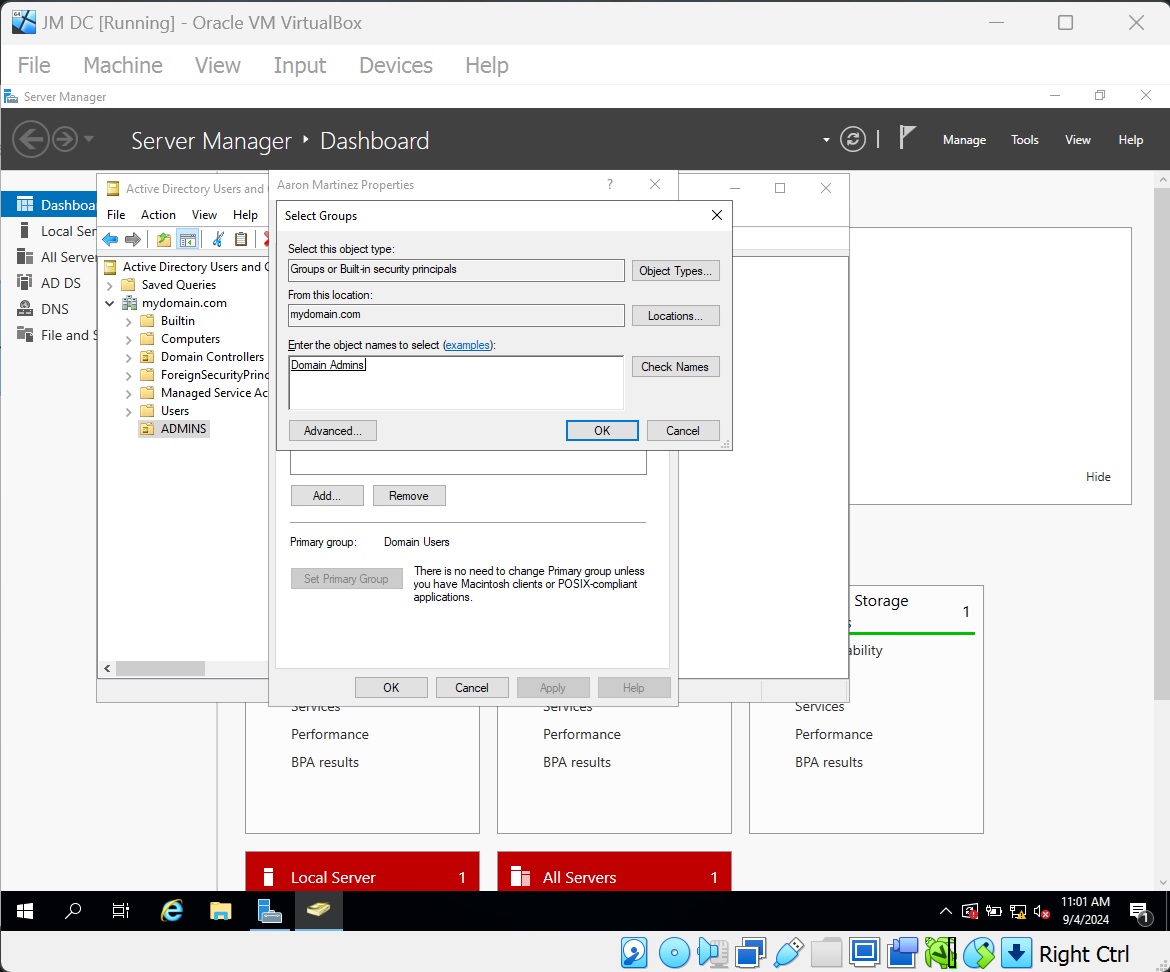 JM DC [Running] - Oracle VM VirtualBox
File Machine View Input Devices Help
Server Manager
Server Manager Dashboard
Manage Tools View Help
Dashboa
Local Ser
All Server
AD DS
DNS
File and S
Active Directory Users and
File Action View Help
Active Directory Users and C
Saved Queries
mydomain.com
Builtin
Computers
Domain Controllers
ForeignSecurityPrinc
Managed Service Ac
Users
ADMINS
Aaron Martinez Properties ?
Select Groups
Select this object type:
Groups or Built-in security principals
Object Types...
From this location:
mydomain.com
Locations...
Enter the object names to select (examples):
Domain Admins
Check Names
Advanced...
OK
Cancel
Add...
Remove
Primary group: Domain Users
Set Primary Group
There is no need to change Primary group unless
you have Macintosh clients or POSIX-compliant
applications.
OK
Cancel
Apply
Help
Hide
Storage
1
s
ability
Services
Performance
BPA results
Services
Performance
BPA results
Services
Performance
BPA results
Local Server 1
All Servers 1
11:01 AM
9/4/2024
1
Right Ctrl